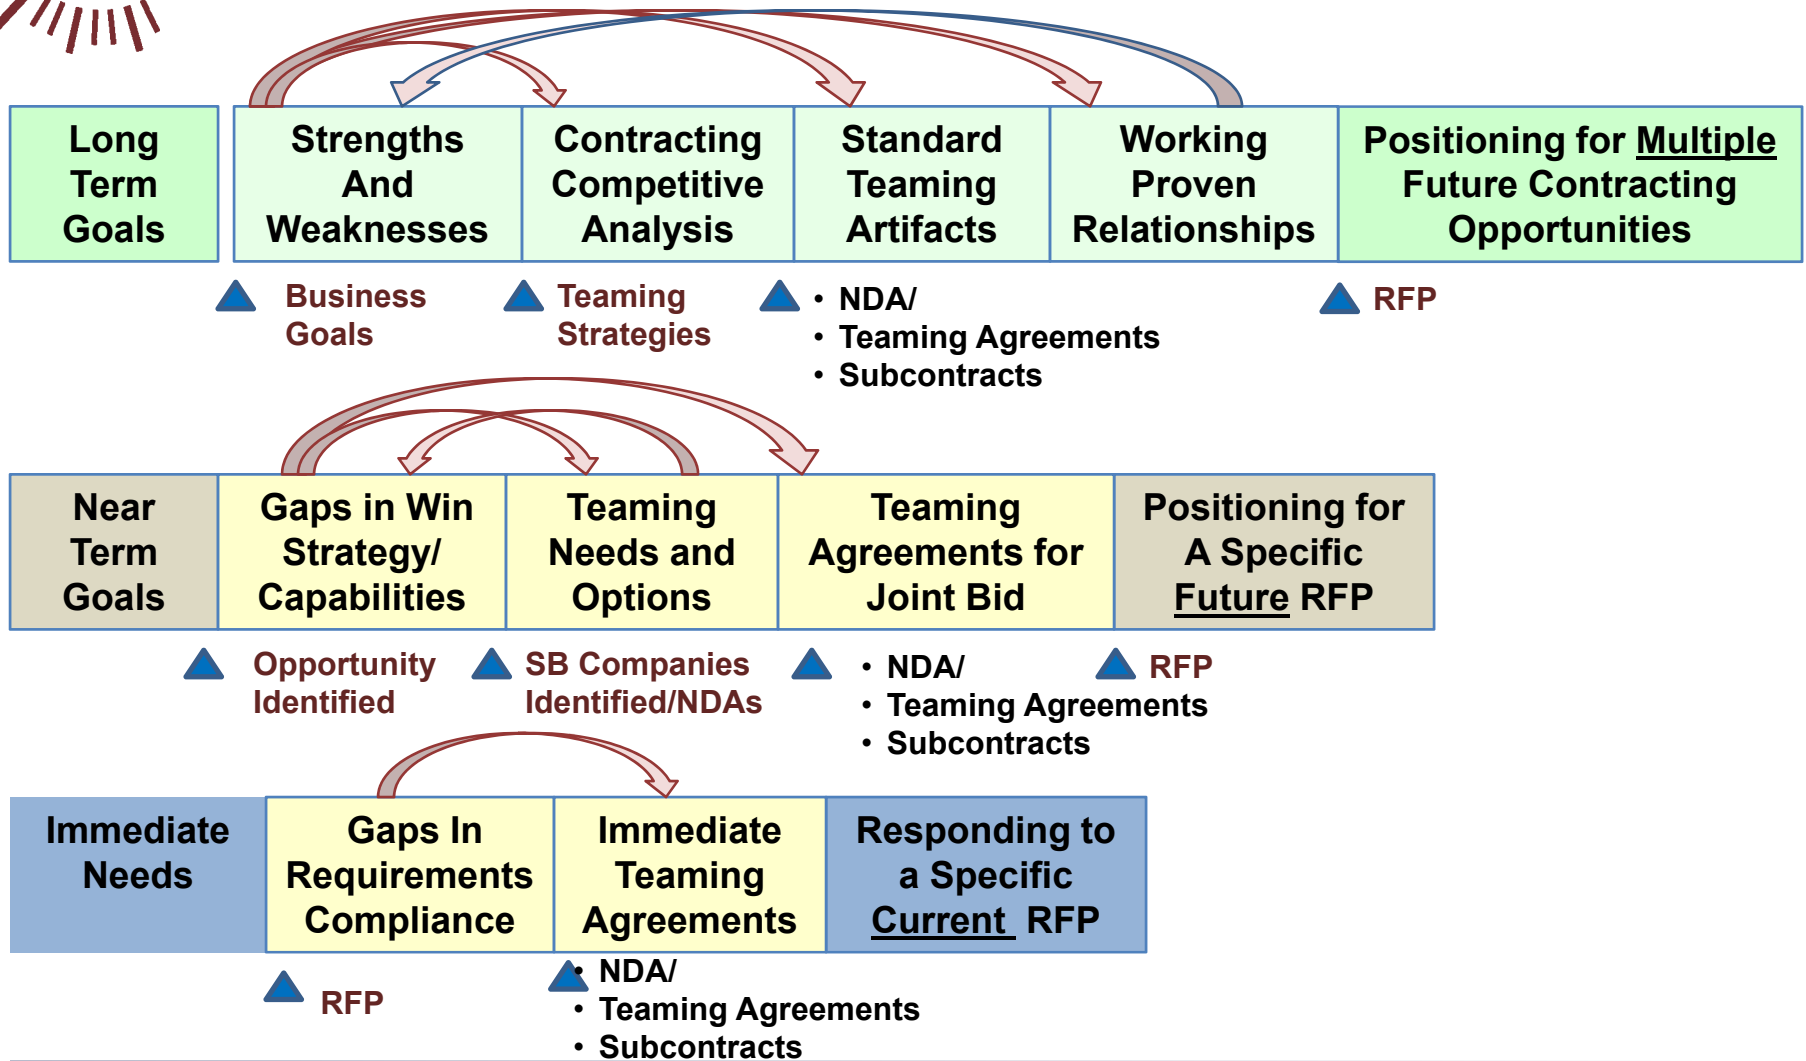 Long
Term
Goals
Strengths
And
Weaknesses
Contracting
Competitive
Analysis
Standard
Teaming
Artifacts
Working
Proven
Relationships
Positioning for Multiple
Future Contracting
Opportunities
Business
Goals
Teaming
Strategies
• NDA/
• Teaming Agreements
• Subcontracts
RFP
Near
Term
Goals
Gaps in Win
Strategy/
Capabilities
Teaming
Needs and
Options
Teaming
Agreements for
Joint Bid
Positioning for
A Specific
Future RFP
Opportunity
Identified
SB Companies
Identified/NDAs
• NDA/
• Teaming Agreements
• Subcontracts
RFP
Immediate
Needs
Gaps In
Requirements
Compliance
Immediate
Teaming
Agreements
Responding to
a Specific
Current RFP
RFP
• NDA/
• Teaming Agreements
• Subcontracts